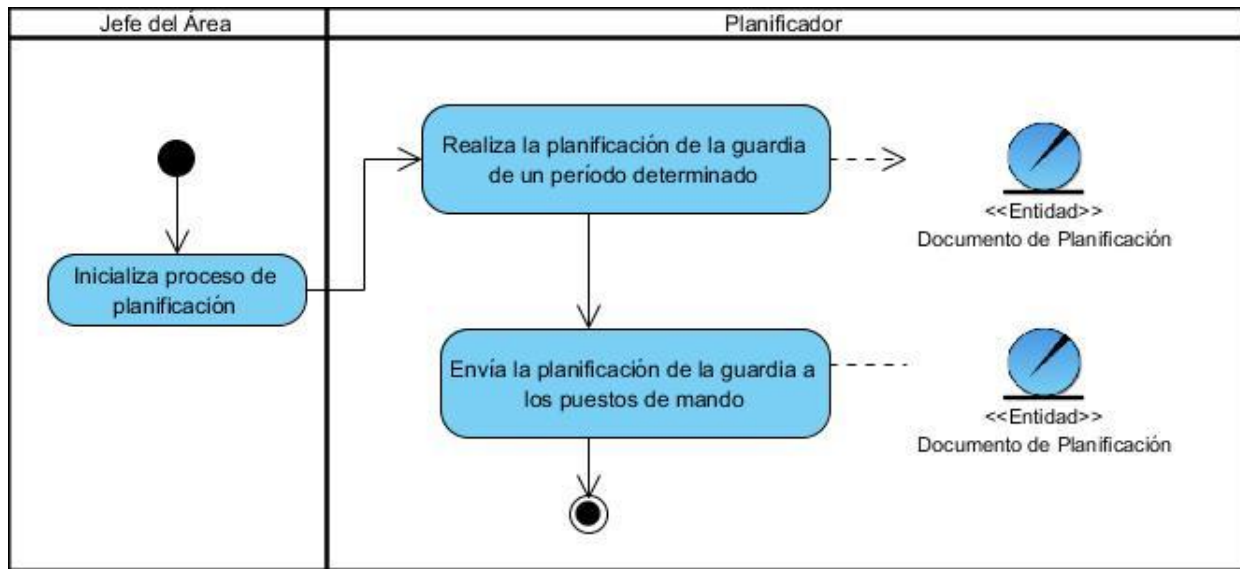 Jefe del Área
Planificador
Realiza la planificación de la guardia
de un período determinado
<<Entidad>>
Documento de Planificación
Inicializa proceso de
planificación
Envía la planificación de la guardia a
los puestos de mando
<<Entidad>>
Documento de Planificación